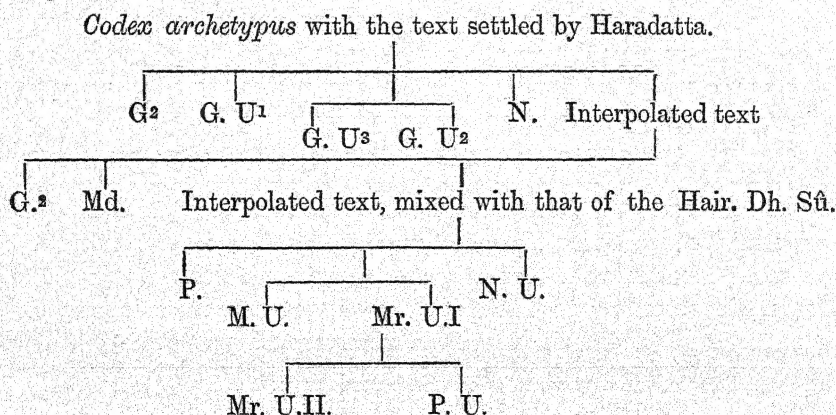 Codex archetypus with the text settled by Haradatta.
G2 G. U1 G. U3 G. U2 N. Interpolated text
G.2 Md. Interpolated text, mixed with that of the Hair. Dh. Sû.
P. M. U. Mr. U.I N. U.
Mr. U.II. P. U.